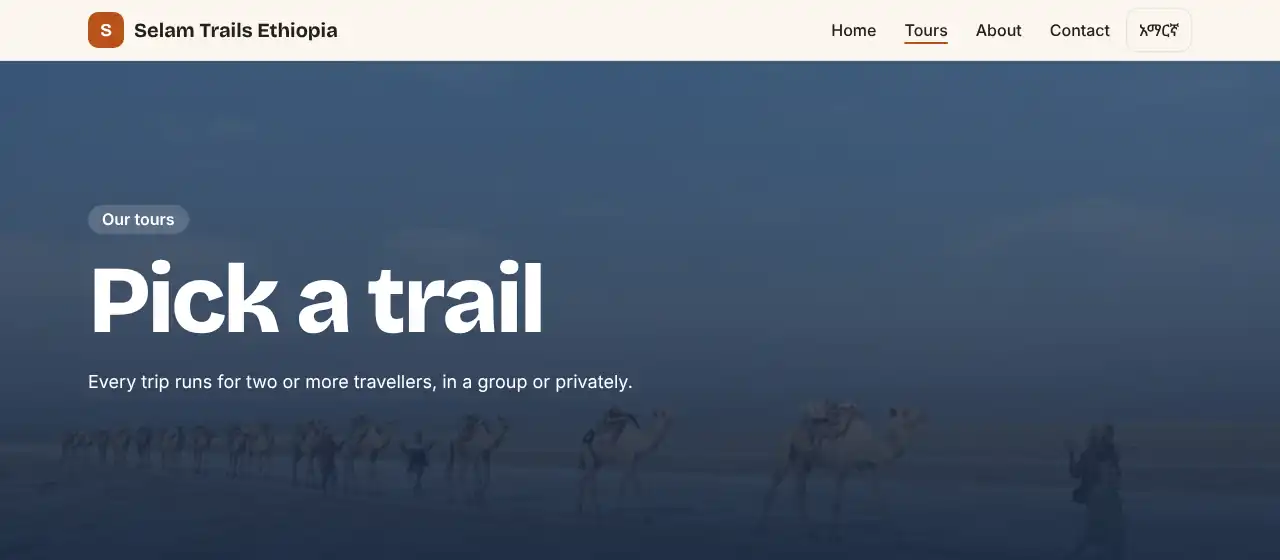 S
Selam Trails Ethiopia
Home
Tours
About
Contact
አማርኛ
Our tours
Pick a trail
Every trip runs for two or more travellers, in a group or privately.